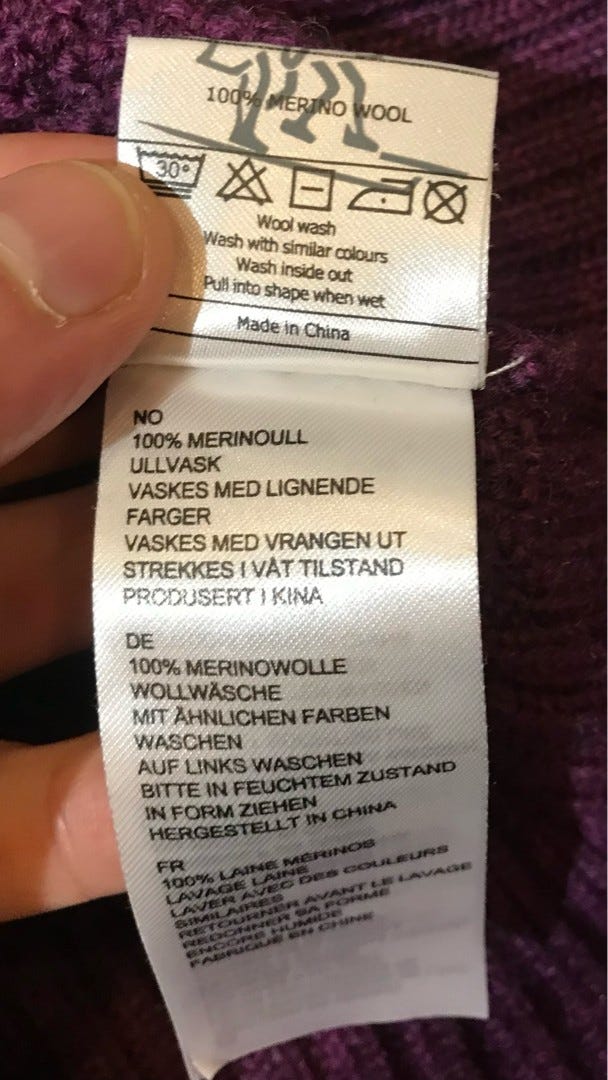 100% MERINO WOOL
30°
Wool wash
Wash with similar colours
Wash inside out
Pull into shape when wet
Made in China
NO
100% MERINOULL
ULLVASK
VASKES MED LIGNENDE
FARGER
VASKES MED VRANGEN UT
STREKKES I VÅT TILSTAND
PRODUSERT I KINA
DE
100% MERINOWOLLE
WOLLWÄSCHE
MIT ÄHNLICHEN FARBEN
WASCHEN
AUF LINKS WASCHEN
BITTE IN FEUCHTEM ZUSTAND
IN FORM ZIEHEN
HERGESTELLT IN CHINA
FR
100% LAINE MÉRINOS
LAVAGE LAINE
LAVER AVEC DES COULEURS
SIMILAIRES
RETOURNER AVANT LE LAVAGE
REDONNER SA FORME
ENCORE HUMIDE
FABRIQUÉ EN CHINE